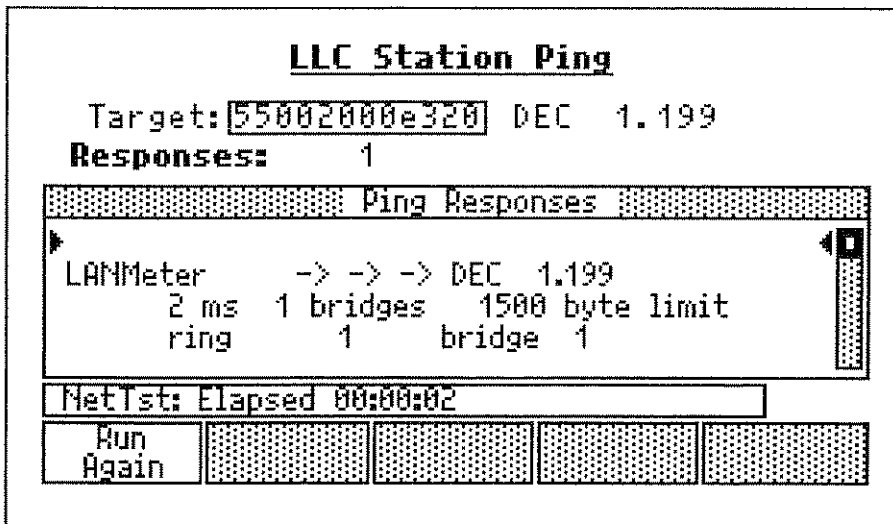 LLC Station Ping
Target: 55002000e320 DEC 1.199
Responses: 1
Ping Responses
LANMeter -> -> -> DEC 1.199
2 ms 1 bridges 1500 byte limit
ring 1 bridge 1
NetTst: Elapsed 00:00:02
Run
Again